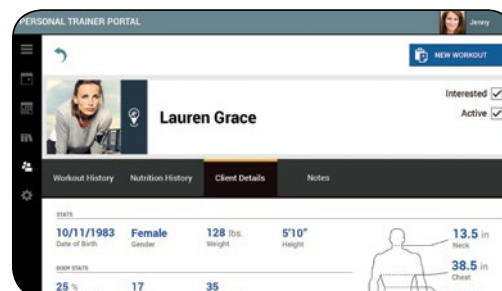 PERSONAL TRAINER PORTAL
Jenny
NEW WORKOUT
Interested
Active
Lauren Grace
Workout History
Nutrition History
Client Details
Notes
STATS
10/11/1983
Date of Birth
Female
Gender
128 lbs.
Weight
5'10"
Height
13.5 in
Neck
38.5 in
Chest
BODY STATS
25 %
17
35